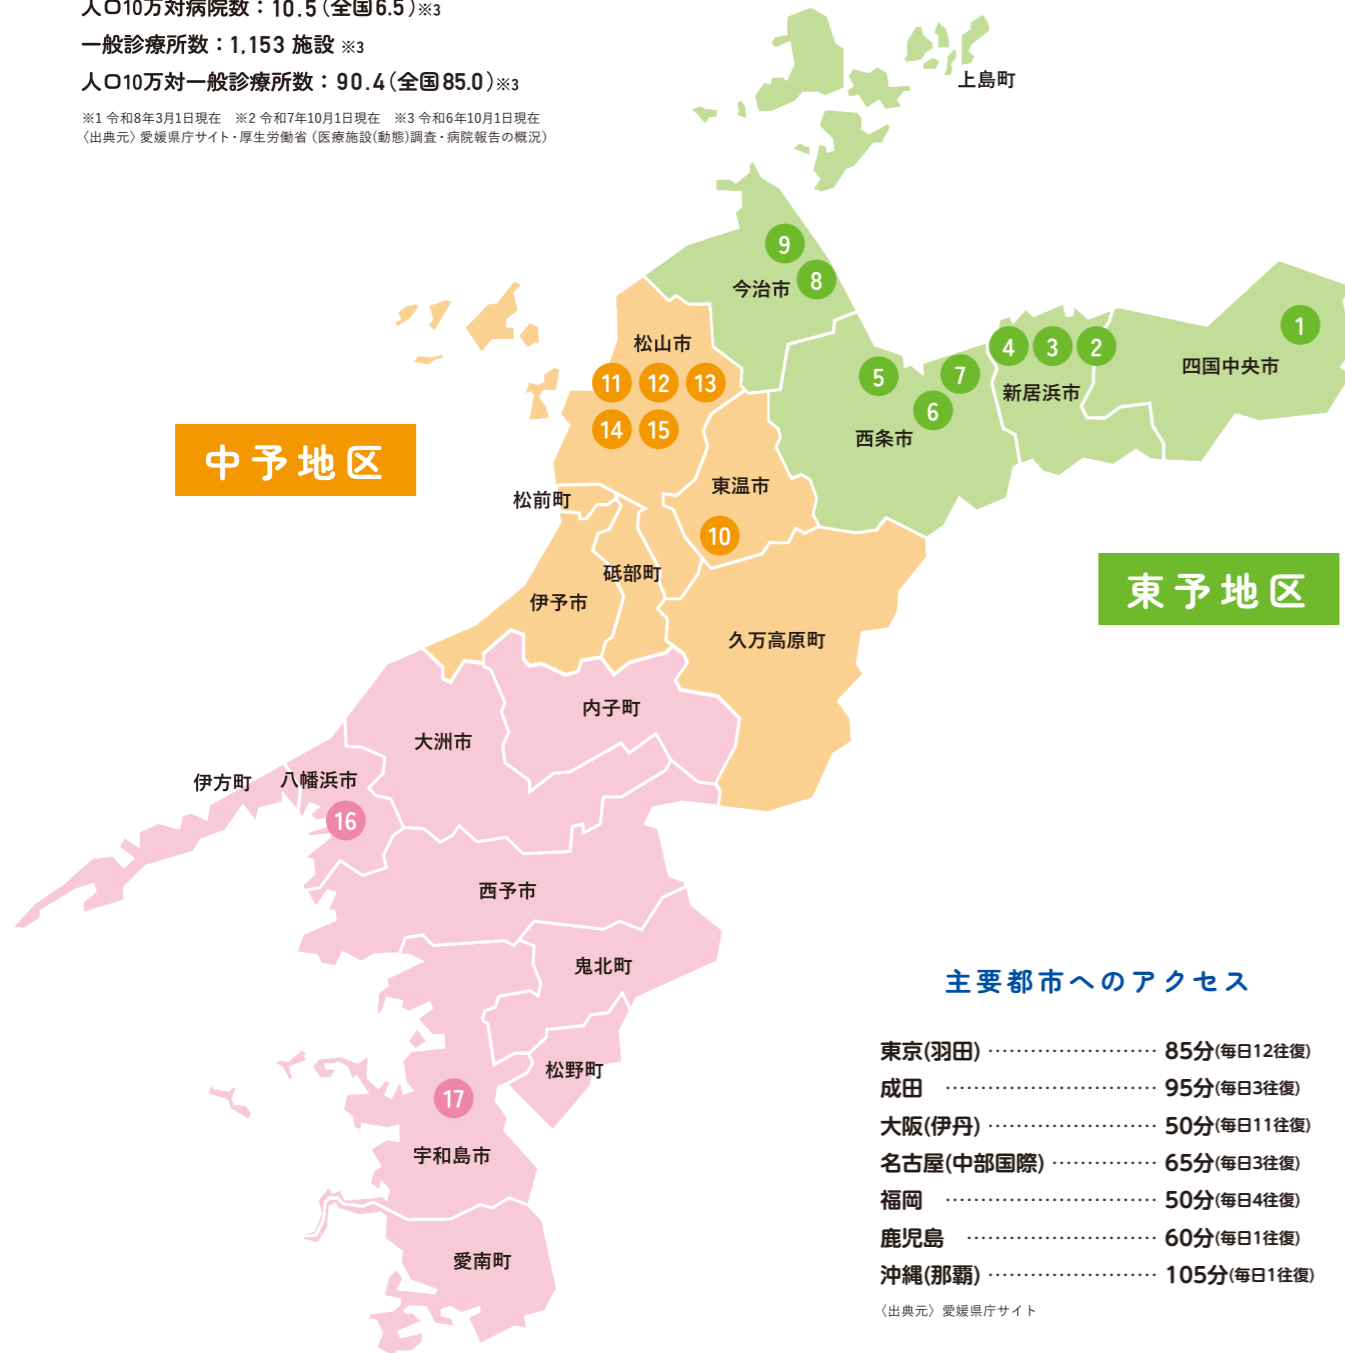 人口10万対病院数：10.5（全国6.5）※3
一般診療所数：1,153 施設 ※3
人口10万対一般診療所数：90.4（全国85.0）※3
※1 令和8年3月1日現在　※2 令和7年10月1日現在　※3 令和6年10月1日現在
〈出典元〉愛媛県庁サイト・厚生労働省（医療施設(動態)調査・病院報告の概況）
上島町
9
8
今治市
1
四国中央市
4 3 2
新居浜市
5
7
6
西条市
松山市
11 12 13
14 15
中予地区
東温市
松前町
10
砥部町
伊予市
東予地区
久万高原町
内子町
大洲市
伊方町
八幡浜市
16
西予市
鬼北町
松野町
17
宇和島市
愛南町
主要都市へのアクセス
東京(羽田) ……………………… 85分(毎日12往復)
成田 ……………………… 95分(毎日3往復)
大阪(伊丹) ……………………… 50分(毎日11往復)
名古屋(中部国際) …………… 65分(毎日3往復)
福岡 ……………………… 50分(毎日4往復)
鹿児島 ……………………… 60分(毎日1往復)
沖縄(那覇) ……………………… 105分(毎日1往復)
〈出典元〉愛媛県庁サイト